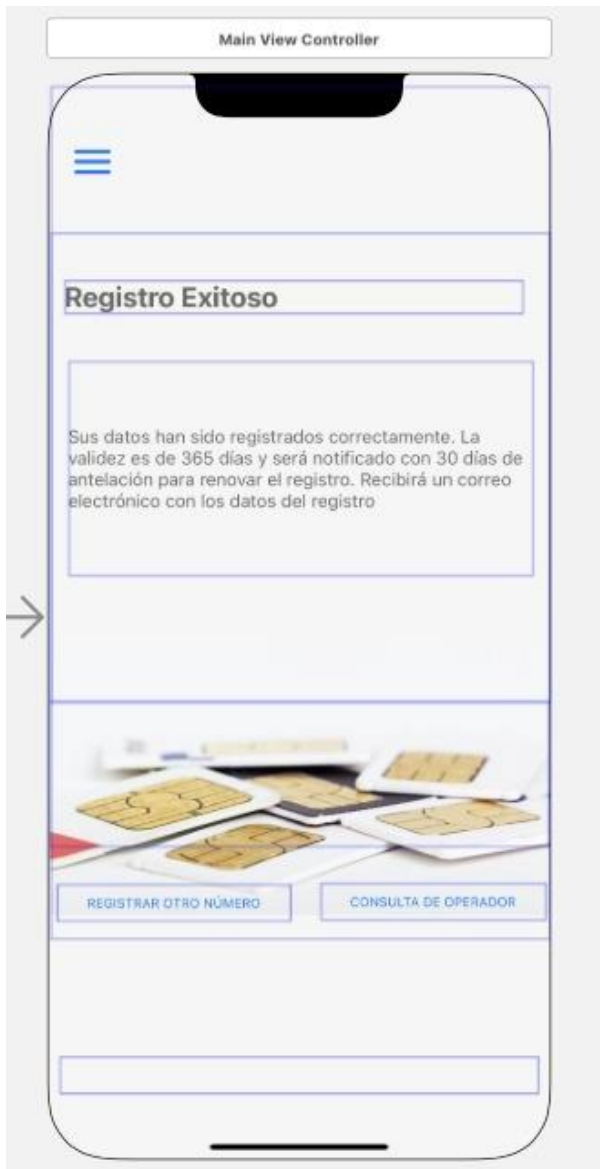 Main View Controller
Registro Exitoso
Sus datos han sido registrados correctamente. La
validez es de 365 días y será notificado con 30 días de
antelación para renovar el registro. Recibirá un correo
electrónico con los datos del registro
REGISTRAR OTRO NÚMERO
CONSULTA DE OPERADOR